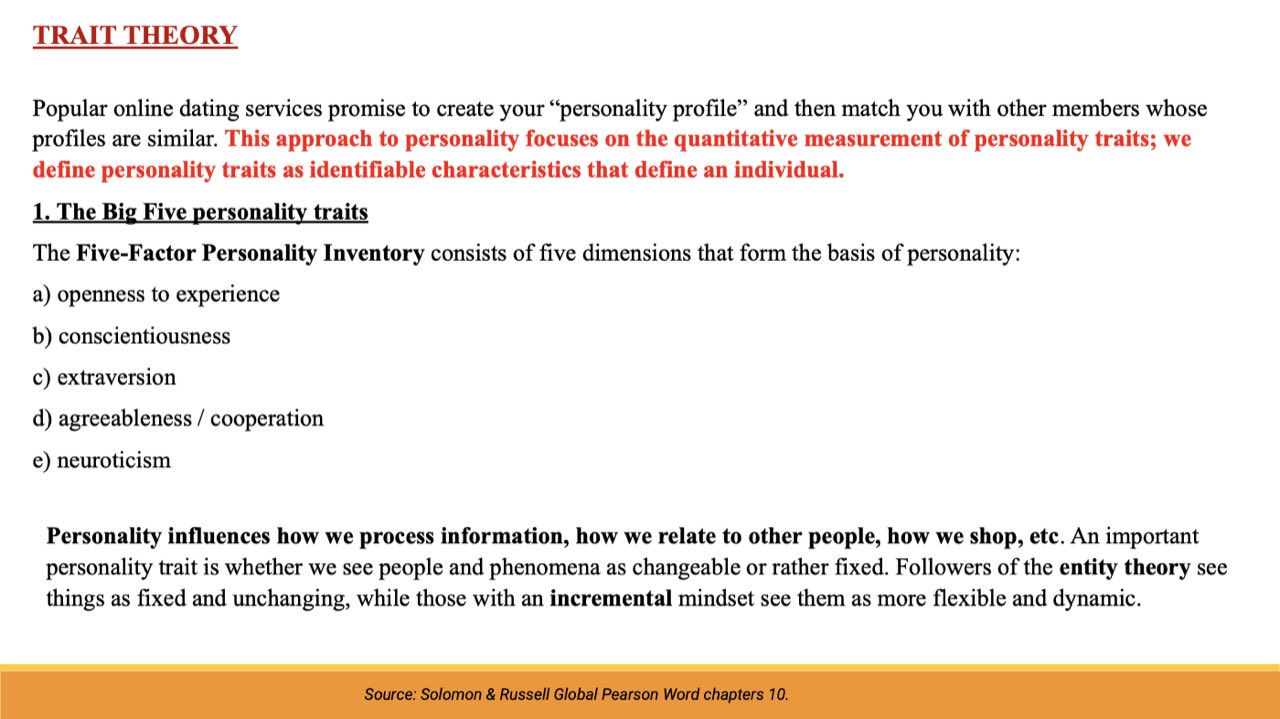 TRAIT THEORY
Popular online dating services promise to create your “personality profile” and then match you with other members whose
profiles are similar. This approach to personality focuses on the quantitative measurement of personality traits; we
define personality traits as identifiable characteristics that define an individual.
1. The Big Five personality traits
The Five-Factor Personality Inventory consists of five dimensions that form the basis of personality:
a) openness to experience
b) conscientiousness
c) extraversion
d) agreeableness / cooperation
e) neuroticism
Personality influences how we process information, how we relate to other people, how we shop, etc. An important
personality trait is whether we see people and phenomena as changeable or rather fixed. Followers of the entity theory see
things as fixed and unchanging, while those with an incremental mindset see them as more flexible and dynamic.
Source: Solomon & Russell Global Pearson Word chapters 10.